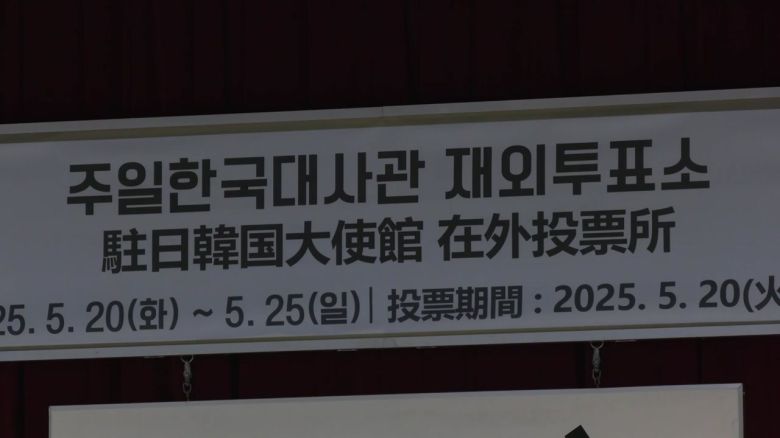 주일한국대사관 재외투표소
駐日韓国大使館 在外投票所
25. 5. 20(화) ~ 5. 25(일) | 投票期間 : 2025. 5. 20(火